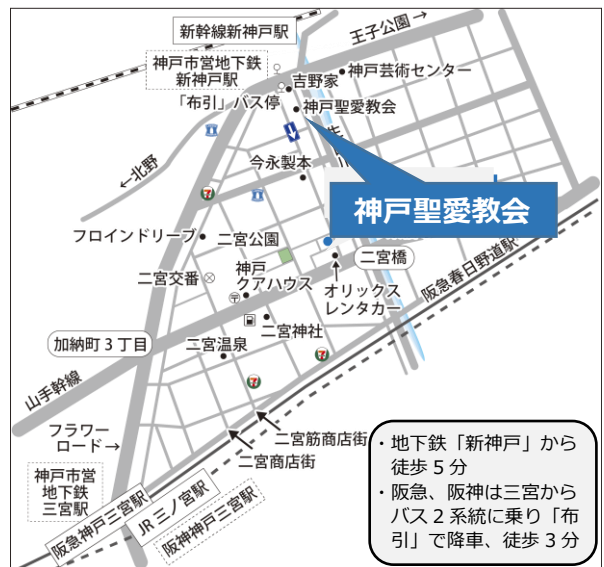 新幹線新神戸駅
王子公園→
神戸市営地下鉄
新神戸駅
神戸芸術センター
吉野家
「布引」バス停
神戸聖愛教会
生
←北野
今永製本
神戸聖愛教会
フロインドリーブ
二宮公園
二宮橋
阪急春日野道駅
二宮交番
神戸
クアハウス
オリックス
レンタカー
二宮神社
加納町3丁目
二宮温泉
山手幹線
フラワー
ロード→
二宮筋商店街
二宮商店街
神戸市営
地下鉄
三宮駅
阪急神戸三宮駅
JR三ノ宮駅
阪神神戸三宮駅
・地下鉄「新神戸」から
徒歩5分
・阪急、阪神は三宮から
バス2系統に乗り「布
引」で降車、徒歩3分